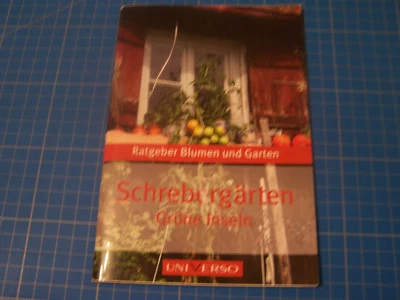 Ratgeber Blumen und Garten
Schrebergärten
Grüne Inseln
UNIVERSO